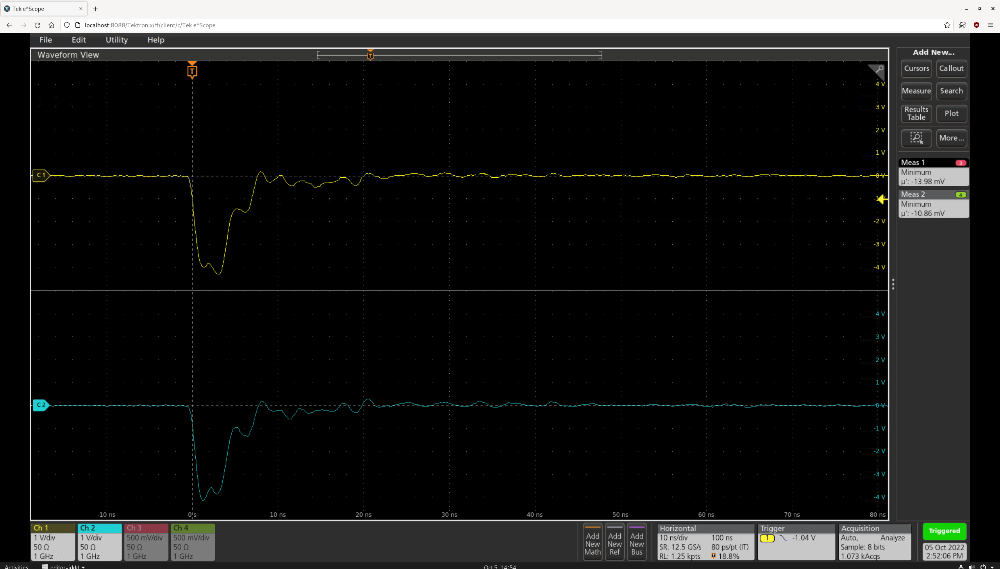 Tek e*Scope
localhost:8088/Tektronix/#/client/c/Tek e*Scope
File Edit Utility Help
Waveform View
T
T
4 V
3 V
2 V
1 V
C 1
0 V
-2 V
-3 V
-4 V
4 V
3 V
2 V
1 V
C 2
0 V
-1 V
-2 V
-3 V
-4 V
-10 ns 0 s 10 ns 20 ns 30 ns 40 ns 50 ns 60 ns 70 ns 80 ns
Add New...
Cursors Callout
Measure Search
Results
Table
Plot
More...
Meas 1 3
Minimum
µ': -13.98 mV
Meas 2 4
Minimum
µ': -10.86 mV
Ch 1
1 V/div
50 Ω
1 GHz
Ch 2
1 V/div
50 Ω
1 GHz
Ch 3
500 mV/div
50 Ω
1 GHz
Ch 4
500 mV/div
50 Ω
1 GHz
Add
New
Math
Add
New
Ref
Add
New
Bus
Horizontal
10 ns/div 100 ns
SR: 12.5 GS/s 80 ps/pt (IT)
RL: 1.25 kpts 18.8%
Trigger
1 -1.04 V
Acquisition
Auto, Analyze
Sample: 8 bits
1.073 kAcqs
Triggered
05 Oct 2022
2:52:06 PM
Activities editor-iddd Oct 5 14:54